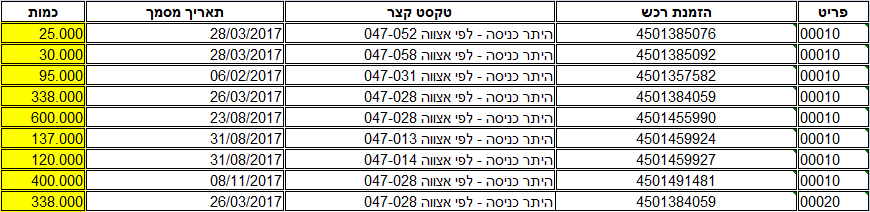 פריט הזמנת רכש טקסט קצר תאריך מסמך כמות
00010 4501385076 היתר כניסה - לפי אצווה 047-052 28/03/2017 25.000
00010 4501385092 היתר כניסה - לפי אצווה 047-058 28/03/2017 30.000
00010 4501357582 היתר כניסה - לפי אצווה 047-031 06/02/2017 95.000
00010 4501384059 היתר כניסה - לפי אצווה 047-028 26/03/2017 338.000
00010 4501455990 היתר כניסה - לפי אצווה 047-028 23/08/2017 600.000
00010 4501459924 היתר כניסה - לפי אצווה 047-013 31/08/2017 137.000
00010 4501459927 היתר כניסה - לפי אצווה 047-014 31/08/2017 120.000
00010 4501491481 היתר כניסה - לפי אצווה 047-028 08/11/2017 400.000
00020 4501384059 היתר כניסה - לפי אצווה 047-028 26/03/2017 338.000